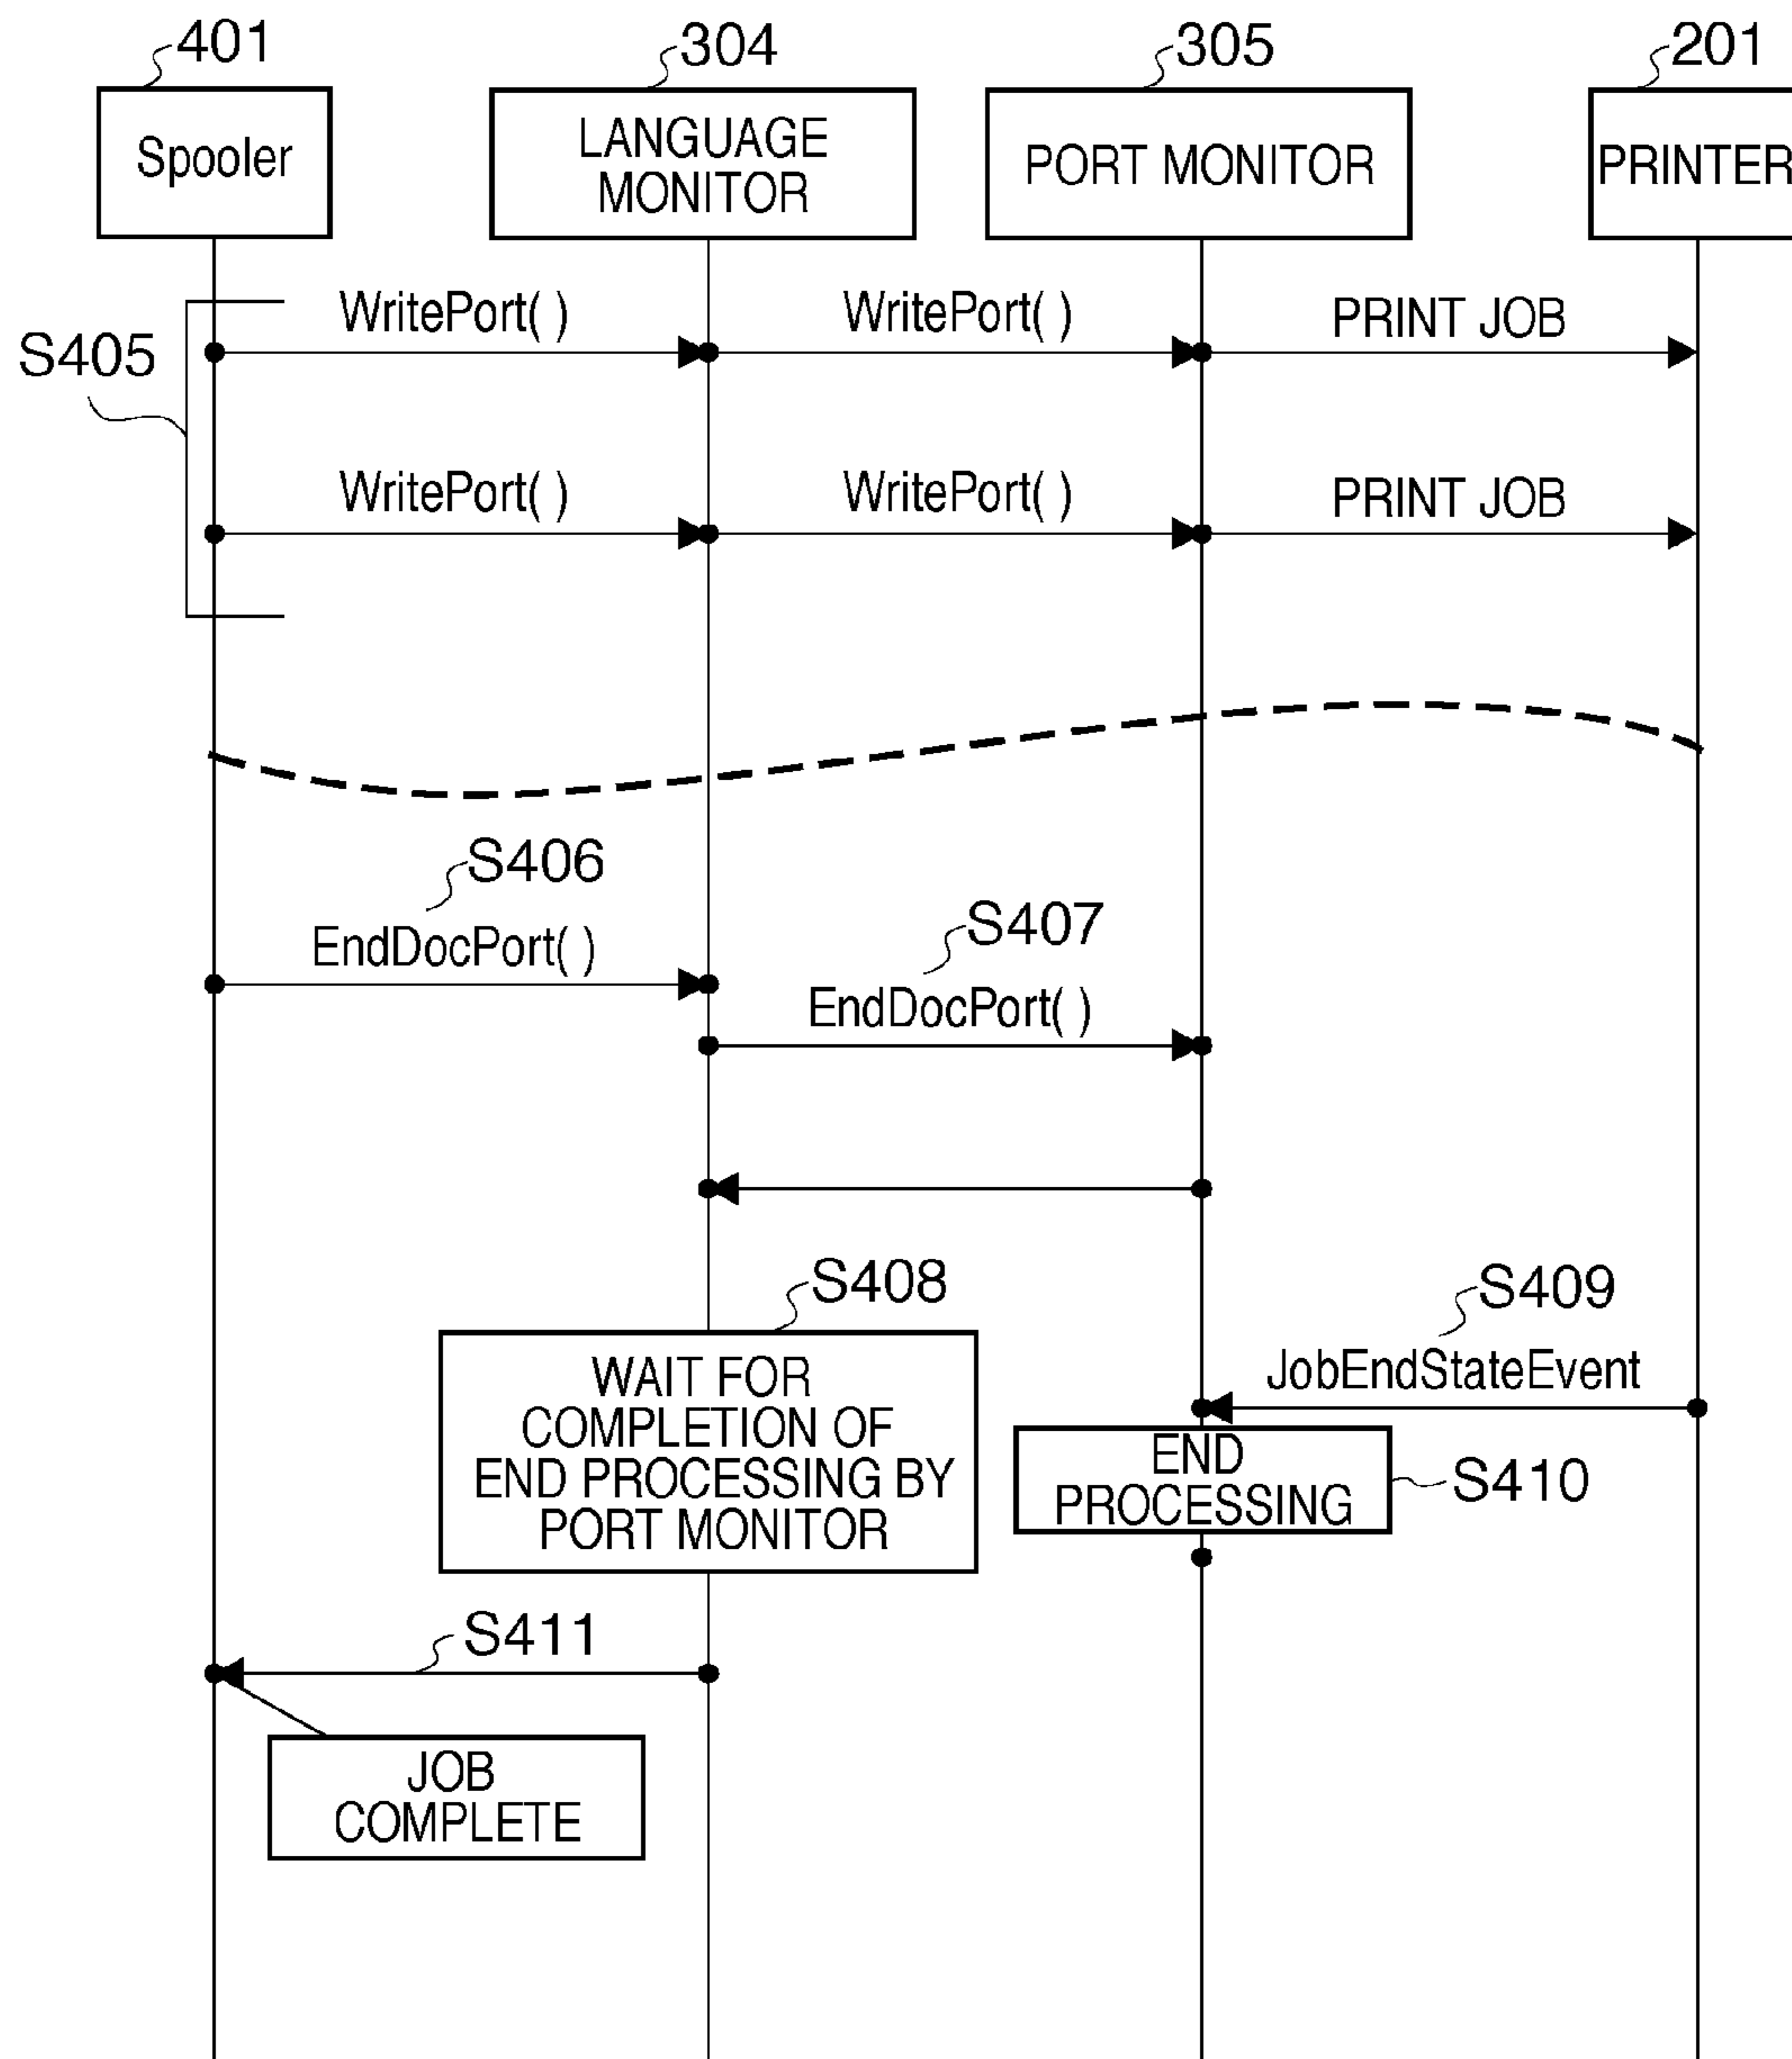 401
304
305
201
Spooler
LANGUAGE
MONITOR
PORT MONITOR
PRINTER
S405
WritePort( )
WritePort( )
PRINT JOB
WritePort( )
WritePort( )
PRINT JOB
S406
EndDocPort( )
S407
EndDocPort( )
S408
WAIT FOR
COMPLETION OF
END PROCESSING BY
PORT MONITOR
S409
JobEndStateEvent
END
PROCESSING
S410
S411
JOB
COMPLETE